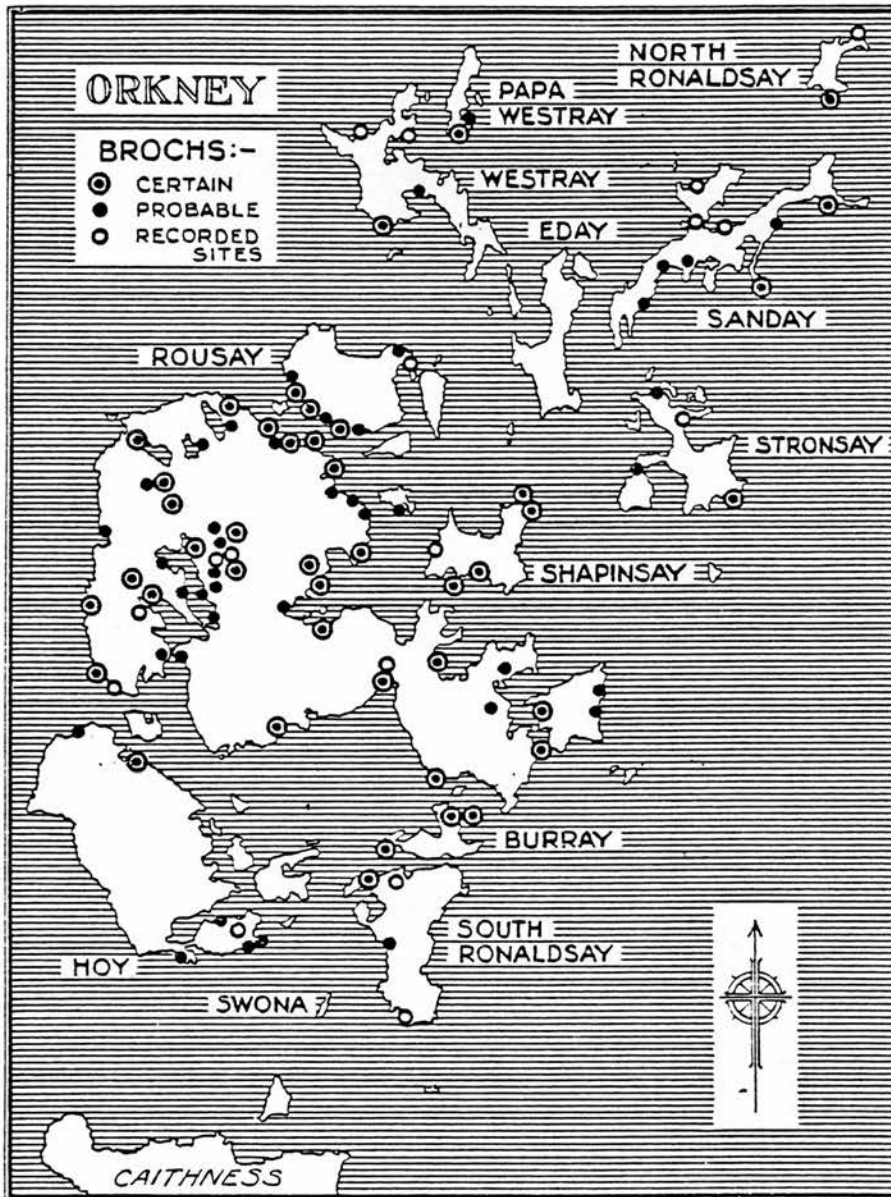 ORKNEY
BROCHS:-
CERTAIN
PROBABLE
RECORDED
SITES
NORTH
RONALDSAY
PAPA
WESTRAY
WESTRAY
EDAY
SANDAY
ROUSAY
STRONSAY
SHAPINSAY
BURRAY
SOUTH
RONALDSAY
HOY
SWONA
CAITHNESS